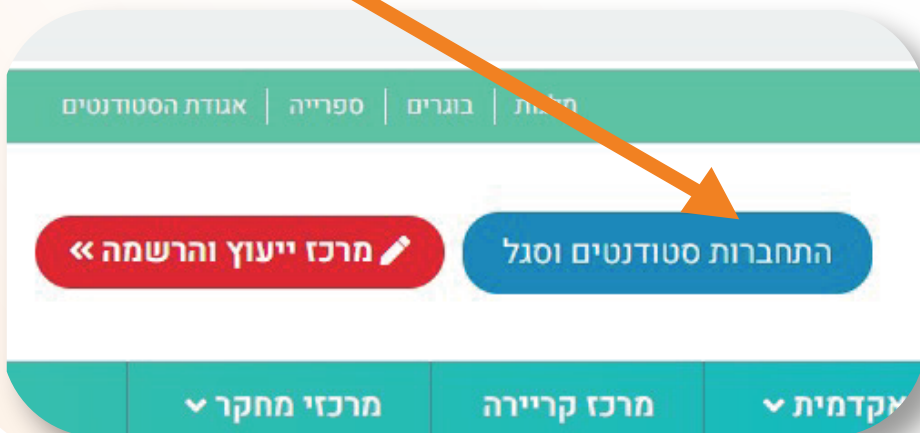 בוגרים | ספרייה | אגודת הסטודנטים
התחברות סטודנטים וסגל
מרכז ייעוץ והרשמה »
אקדמית מרכז קריירה מרכזי מחקר